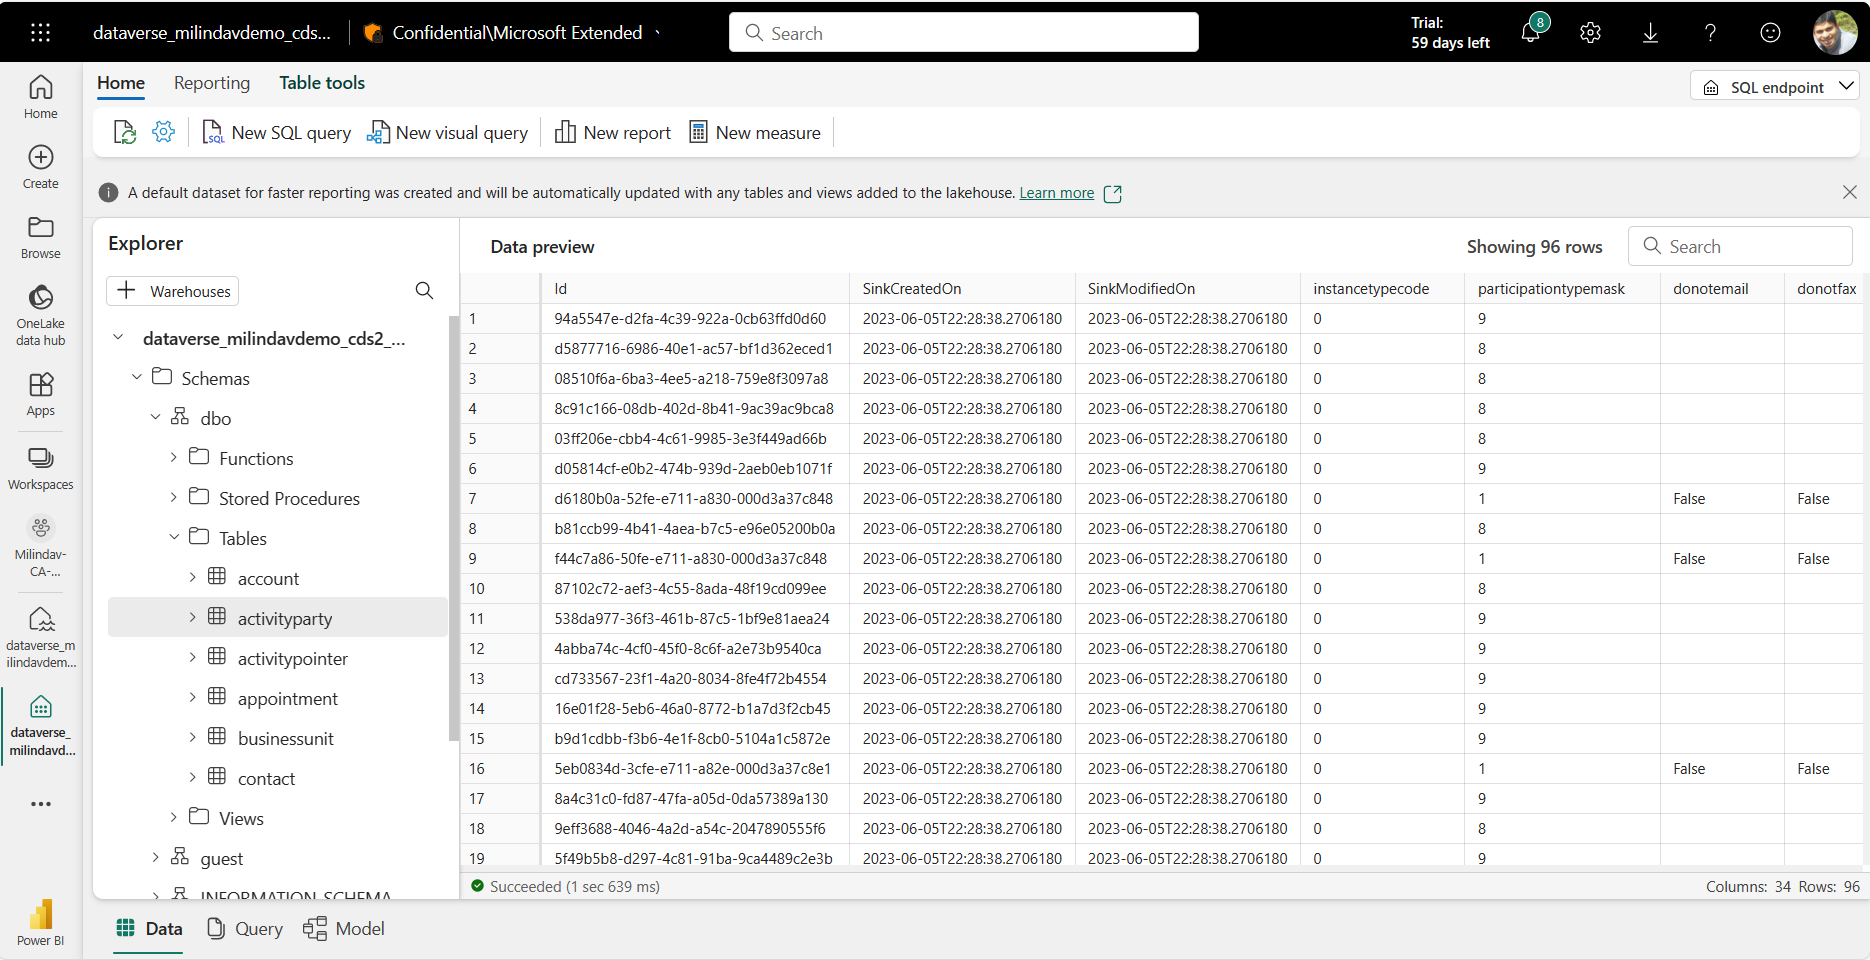 dataverse_milindavdemo_cds...
Confidential\Microsoft Extended
Search
Trial:
59 days left
8
Home
Reporting
Table tools
SQL endpoint
New SQL query
New visual query
New report
New measure
A default dataset for faster reporting was created and will be automatically updated with any tables and views added to the lakehouse. Learn more
Home
Create
Browse
OneLake
data hub
Apps
Workspaces
Milindav-
CA-...
dataverse_m
ilindavdem...
dataverse_
milindavd...
Power BI
Explorer
Warehouses
dataverse_milindavdemo_cds2_...
Schemas
dbo
Functions
Stored Procedures
Tables
account
activityparty
activitypointer
appointment
businessunit
contact
Views
guest
INFORMATION_SCHEMA
Data preview
Showing 96 rows
Search
Id SinkCreatedOn SinkModifiedOn instancetypecode participationtypemask donotemail donotfax
1 94a5547e-d2fa-4c39-922a-0cb63ffd0d60 2023-06-05T22:28:38.2706180 2023-06-05T22:28:38.2706180 0 9
2 d5877716-6986-40e1-ac57-bf1d362eced1 2023-06-05T22:28:38.2706180 2023-06-05T22:28:38.2706180 0 8
3 08510f6a-6ba3-4ee5-a218-759e8f3097a8 2023-06-05T22:28:38.2706180 2023-06-05T22:28:38.2706180 0 8
4 8c91c166-08db-402d-8b41-9ac39ac9bca8 2023-06-05T22:28:38.2706180 2023-06-05T22:28:38.2706180 0 8
5 03ff206e-cbb4-4c61-9985-3e3f449ad66b 2023-06-05T22:28:38.2706180 2023-06-05T22:28:38.2706180 0 8
6 d05814cf-e0b2-474b-939d-2aeb0eb1071f 2023-06-05T22:28:38.2706180 2023-06-05T22:28:38.2706180 0 9
7 d6180b0a-52fe-e711-a830-000d3a37c848 2023-06-05T22:28:38.2706180 2023-06-05T22:28:38.2706180 0 1 False False
8 b81ccb99-4b41-4aea-b7c5-e96e05200b0a 2023-06-05T22:28:38.2706180 2023-06-05T22:28:38.2706180 0 8
9 f44c7a86-50fe-e711-a830-000d3a37c848 2023-06-05T22:28:38.2706180 2023-06-05T22:28:38.2706180 0 1 False False
10 87102c72-aef3-4c55-8ada-48f19cd099ee 2023-06-05T22:28:38.2706180 2023-06-05T22:28:38.2706180 0 8
11 538da977-36f3-461b-87c5-1bf9e81aea24 2023-06-05T22:28:38.2706180 2023-06-05T22:28:38.2706180 0 9
12 4abba74c-4cf0-45f0-8c6f-a2e73b9540ca 2023-06-05T22:28:38.2706180 2023-06-05T22:28:38.2706180 0 9
13 cd733567-23f1-4a20-8034-8fe4f72b4554 2023-06-05T22:28:38.2706180 2023-06-05T22:28:38.2706180 0 9
14 16e01f28-5eb6-46a0-8772-b1a7d3f2cb45 2023-06-05T22:28:38.2706180 2023-06-05T22:28:38.2706180 0 9
15 b9d1cdbb-f3b6-4e1f-8cb0-5104a1c5872e 2023-06-05T22:28:38.2706180 2023-06-05T22:28:38.2706180 0 9
16 5eb0834d-3cfe-e711-a82e-000d3a37c8e1 2023-06-05T22:28:38.2706180 2023-06-05T22:28:38.2706180 0 1 False False
17 8a4c31c0-fd87-47fa-a05d-0da57389a130 2023-06-05T22:28:38.2706180 2023-06-05T22:28:38.2706180 0 9
18 9eff3688-4046-4a2d-a54c-2047890555f6 2023-06-05T22:28:38.2706180 2023-06-05T22:28:38.2706180 0 8
19 5f49b5b8-d297-4c81-91ba-9ca4489c2e3b 2023-06-05T22:28:38.2706180 2023-06-05T22:28:38.2706180 0 9
Succeeded (1 sec 639 ms)
Columns: 34 Rows: 96
Data
Query
Model